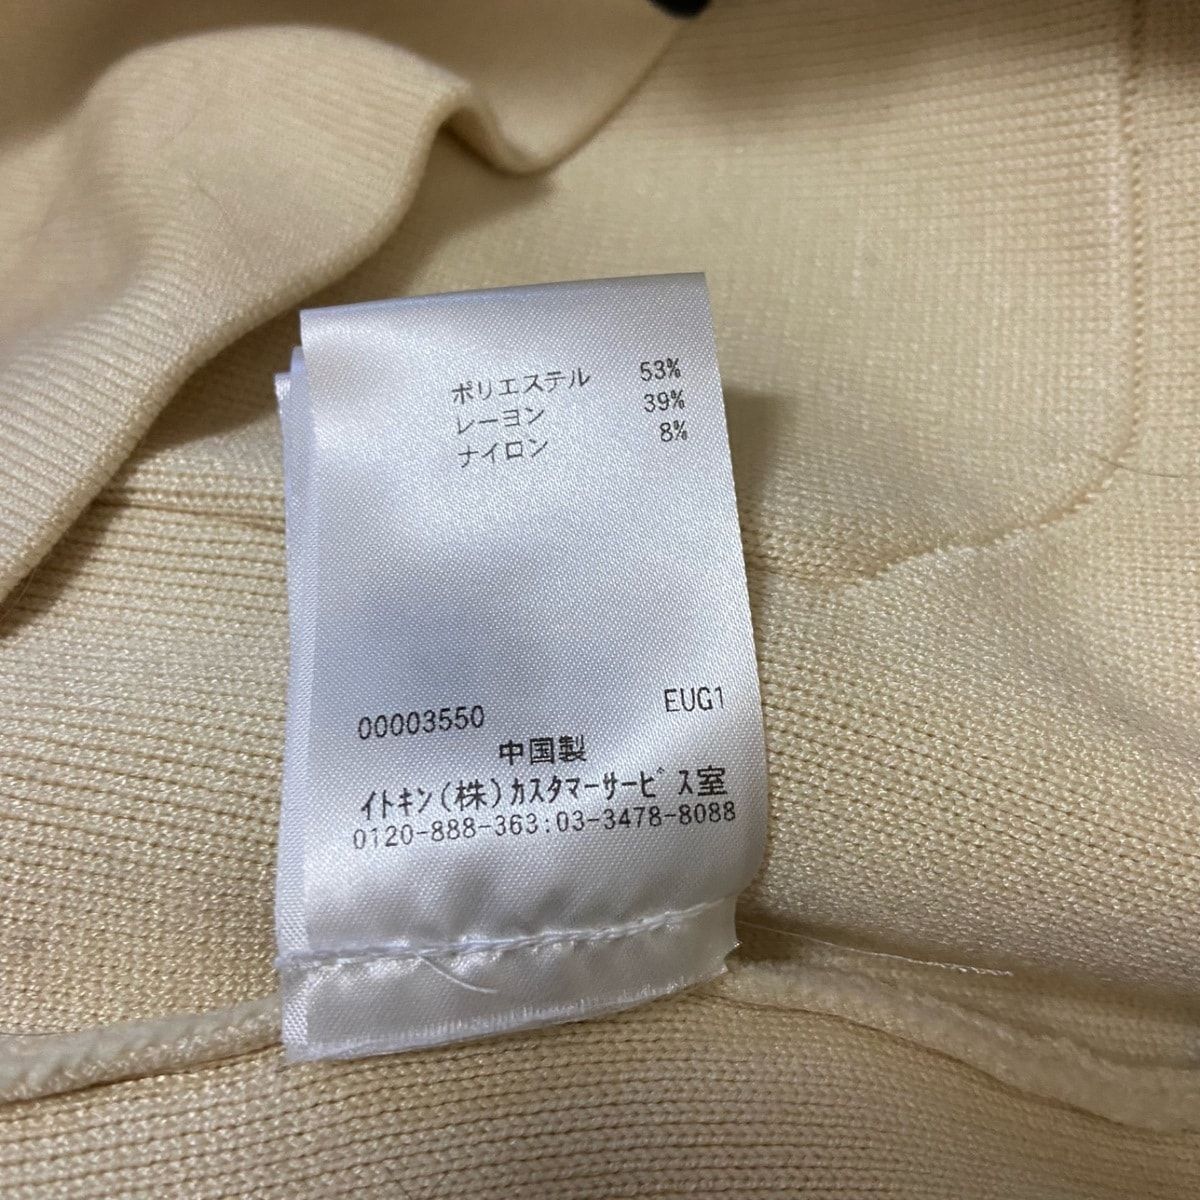 ポリエステル 53%
レーヨン 39%
ナイロン 8%
00003550 EUG1
中国製
ｲﾄｷﾝ(株)ｶｽﾀﾏｰｻｰﾋﾞｽ室
0120-888-363:03-3478-8088